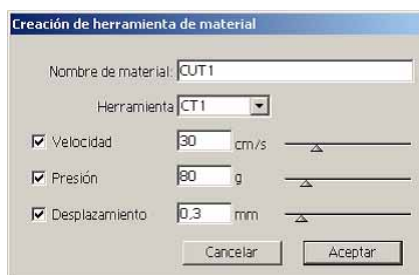 Creación de herramienta de material
Nombre de material: CUT1
Herramienta CT1
Velocidad 30 cm/s
Presión 80 g
Desplazamiento 0,3 mm
Cancelar Aceptar